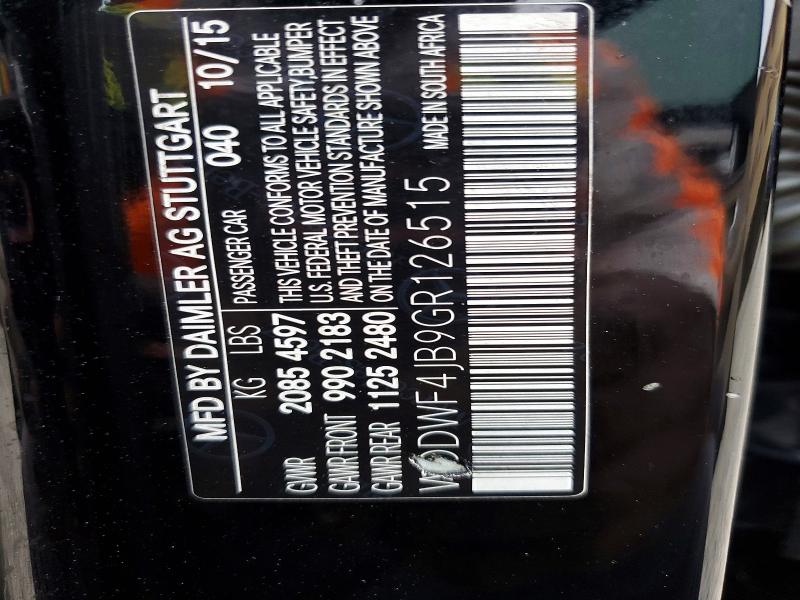 MFD BY DAIMLER AG STUTTGART
KG LBS PASSENGER CAR 040 10/15
GVWR 2085 4597 THIS VEHICLE CONFORMS TO ALL APPLICABLE
U.S. FEDERAL MOTOR VEHICLE SAFETY,BUMPER
GAWR FRONT 990 2183 AND THEFT PREVENTION STANDARDS IN EFFECT
GAWR REAR 1125 2480 ON THE DATE OF MANUFACTURE SHOWN ABOVE
WDDWF4JB9GR126515 MADE IN SOUTH AFRICA